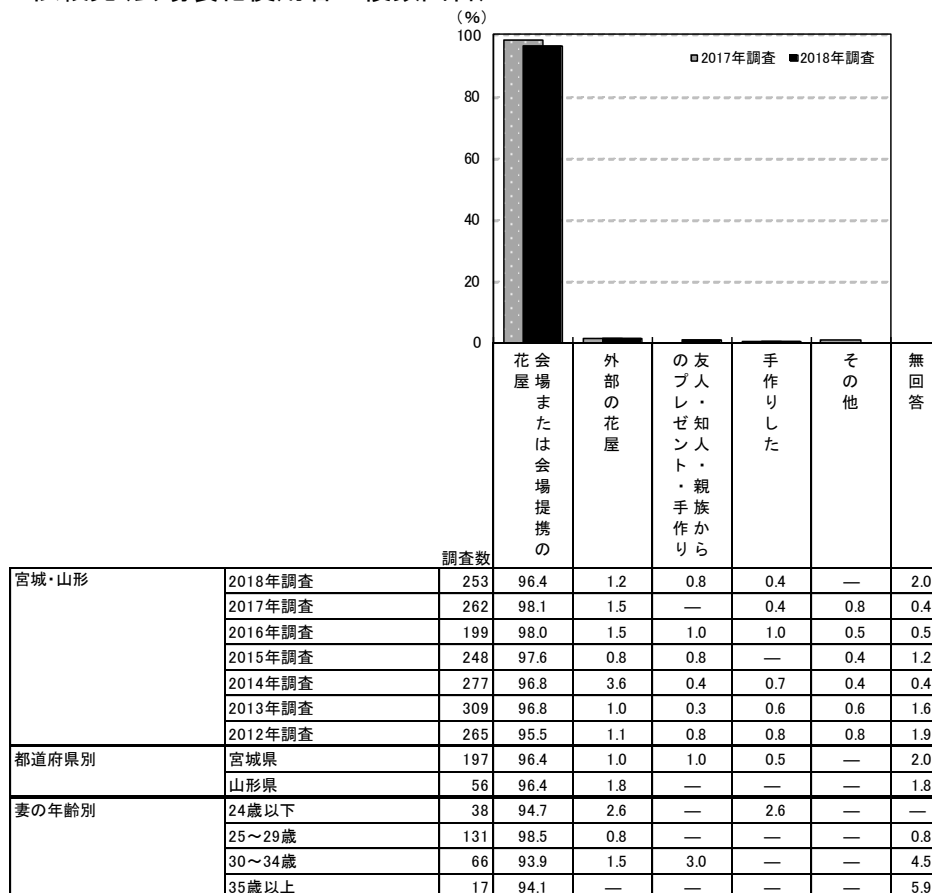 （%）
100
80
60
40
20
0
2017年調査 2018年調査
会場または会場提携の花屋
外部の花屋
友人・知人・親族からのプレゼント・手作り
手作りした
その他
無回答
調査数
宮城・山形 2018年調査 253 96.4 1.2 0.8 0.4 — 2.0
2017年調査 262 98.1 1.5 — 0.4 0.8 0.4
2016年調査 199 98.0 1.5 1.0 1.0 0.5 0.5
2015年調査 248 97.6 0.8 0.8 — 0.4 1.2
2014年調査 277 96.8 3.6 0.4 0.7 0.4 0.4
2013年調査 309 96.8 1.0 0.3 0.6 0.6 1.6
2012年調査 265 95.5 1.1 0.8 0.8 0.8 1.9
都道府県別 宮城県 197 96.4 1.0 1.0 0.5 — 2.0
山形県 56 96.4 1.8 — — — 1.8
妻の年齢別 24歳以下 38 94.7 2.6 — 2.6 — —
25～29歳 131 98.5 0.8 — — — 0.8
30～34歳 66 93.9 1.5 3.0 — — 4.5
35歳以上 17 94.1 — — — — 5.9